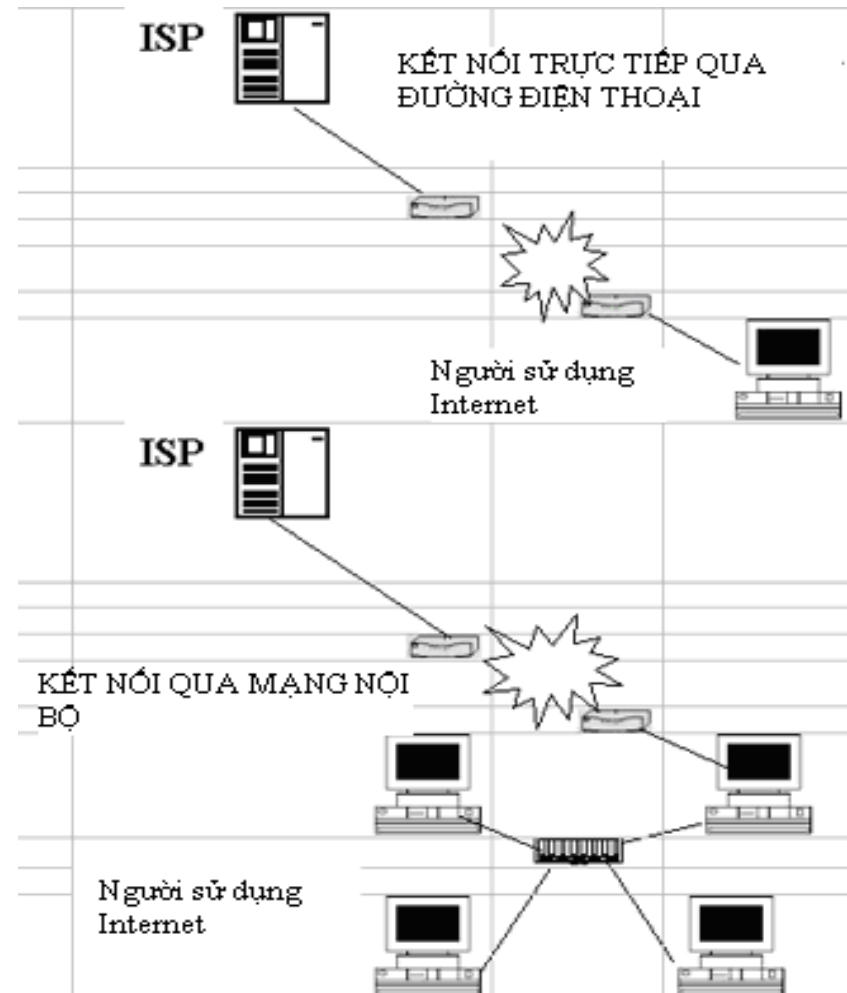 ISP
KẾT NỐI TRỰC TIẾP QUA
ĐƯỜNG ĐIỆN THOẠI
Người sử dụng
Internet
ISP
KẾT NỐI QUA MẠNG NỘI
BỘ
Người sử dụng
Internet